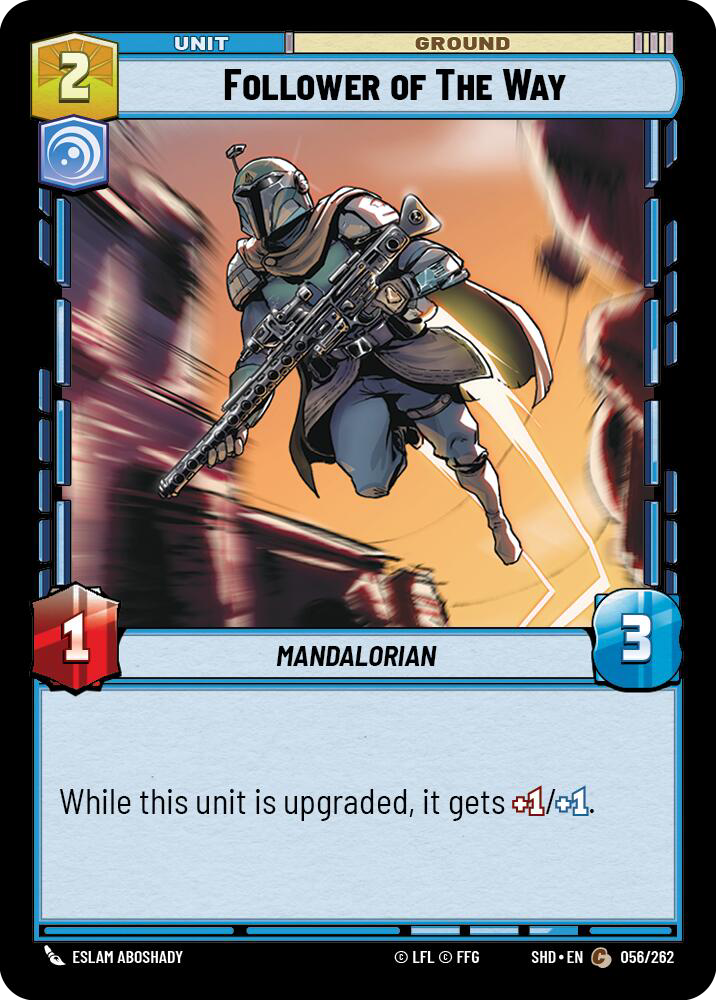 UNIT
GROUND
2
Follower of The Way
1
MANDALORIAN
3
While this unit is upgraded, it gets +1/+1.
ESLAM ABOSHADY
© LFL © FFG
SHD • EN
C
056/262